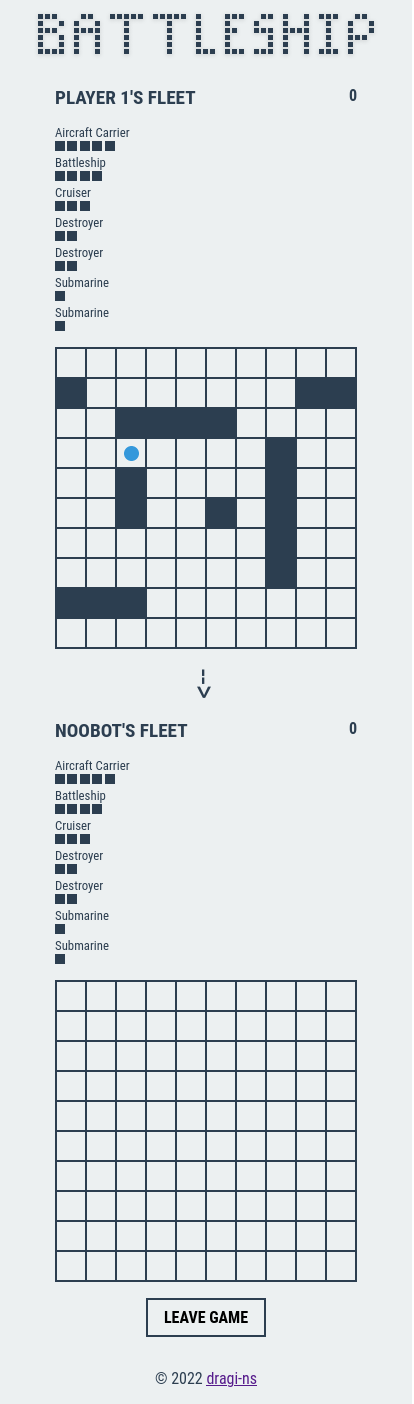 BATTLESHIP
PLAYER 1'S FLEET 0
Aircraft Carrier
Battleship
Cruiser
Destroyer
Destroyer
Submarine
Submarine
NOOBOT'S FLEET 0
Aircraft Carrier
Battleship
Cruiser
Destroyer
Destroyer
Submarine
Submarine
LEAVE GAME
© 2022 dragi-ns